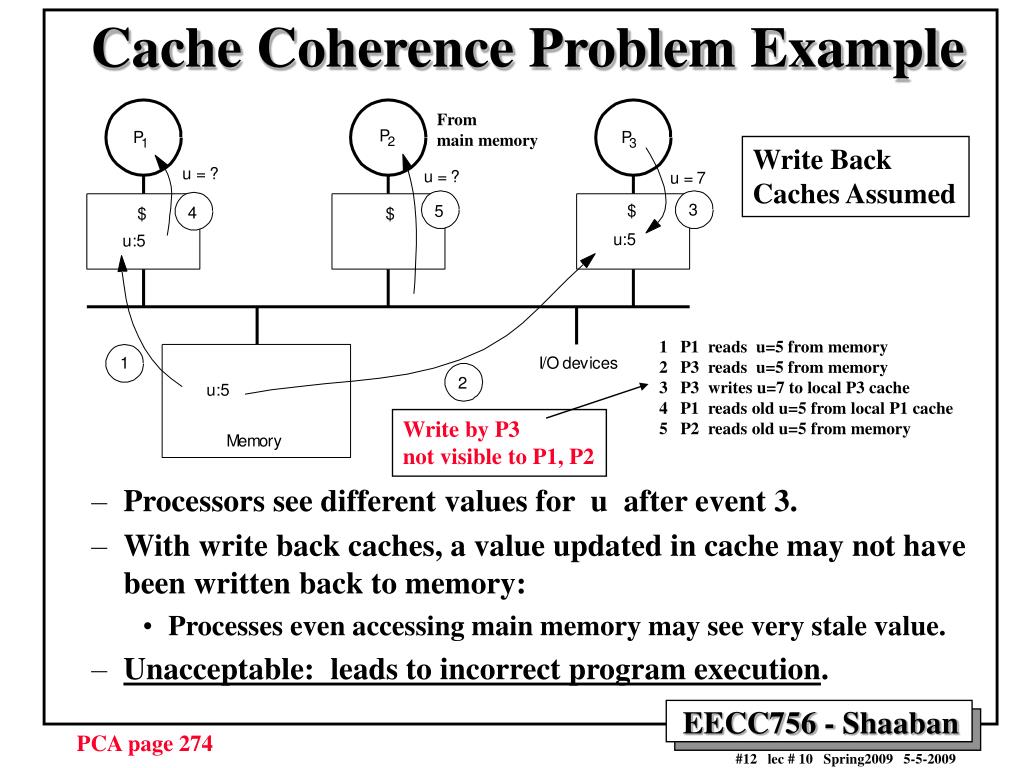 Cache Coherence Problem Example
P1
P2
From
main memory
P3
Write Back
Caches Assumed
u = ?
u = ?
u = 7
$
4
$
5
$
3
u:5
u:5
1
u:5
Memory
2
I/O devices
1 P1 reads u=5 from memory
2 P3 reads u=5 from memory
3 P3 writes u=7 to local P3 cache
4 P1 reads old u=5 from local P1 cache
5 P2 reads old u=5 from memory
Write by P3
not visible to P1, P2
– Processors see different values for u after event 3.
– With write back caches, a value updated in cache may not have
been written back to memory:
• Processes even accessing main memory may see very stale value.
– Unacceptable: leads to incorrect program execution.
EECC756 - Shaaban
PCA page 274
#12 lec # 10 Spring2009 5-5-2009